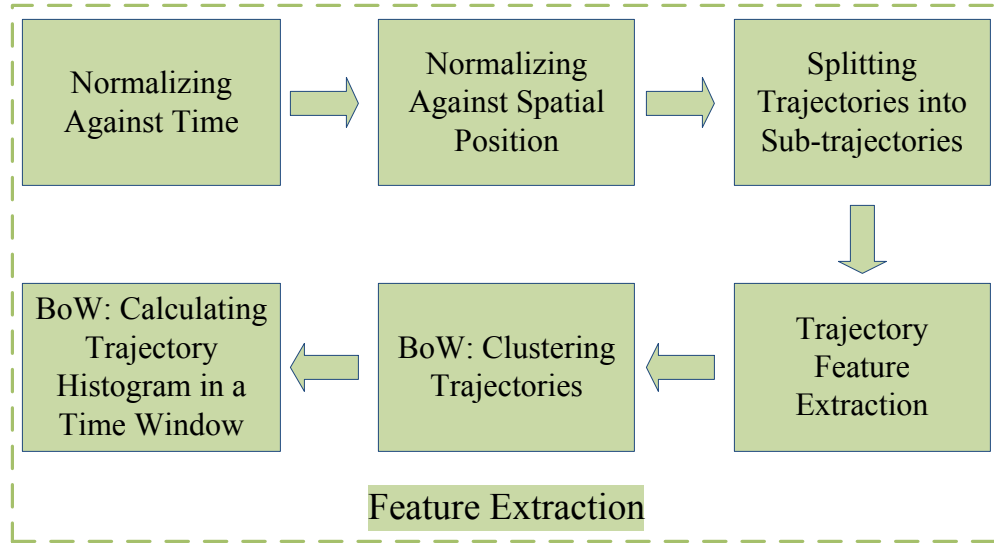 Normalizing
Against Time
Normalizing
Against Spatial
Position
Splitting
Trajectories into
Sub-trajectories
Trajectory
Feature
Extraction
BoW: Clustering
Trajectories
BoW: Calculating
Trajectory
Histogram in a
Time Window
Feature Extraction